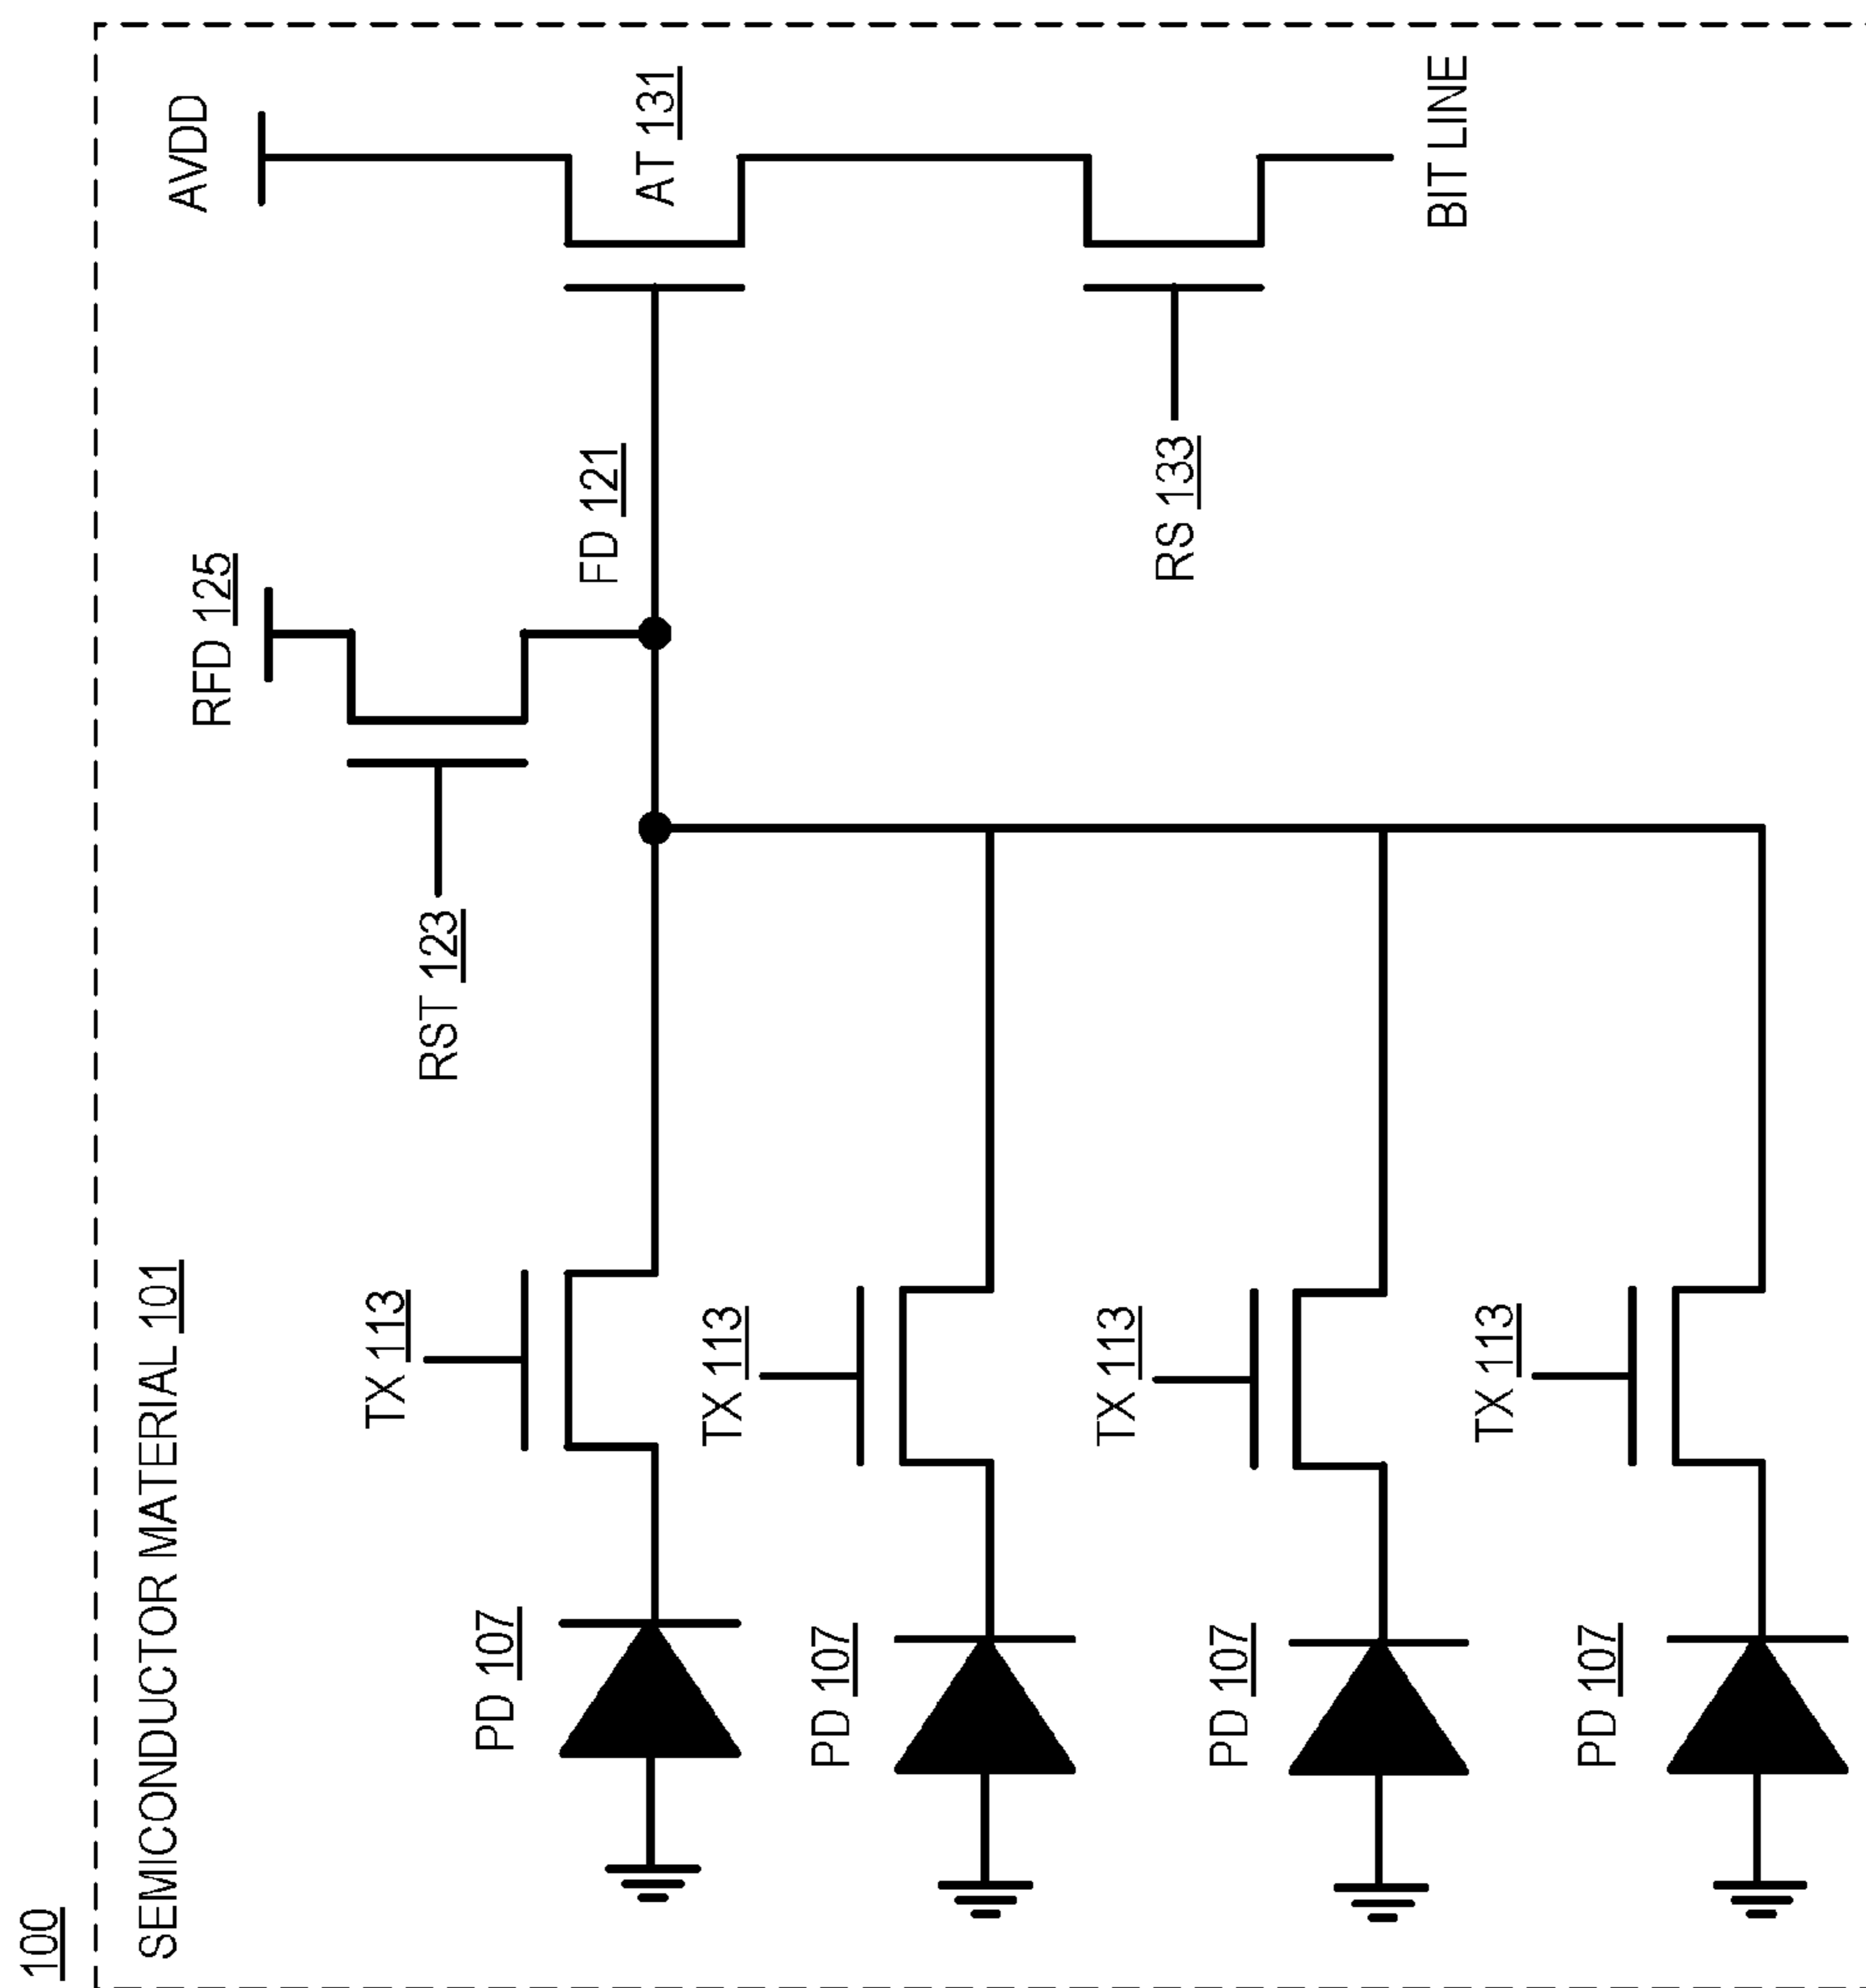 100
SEMICONDUCTOR MATERIAL 101
AVDD
RFD 125
RST 123
AT 131
FD 121
TX 113
PD 107
TX 113
PD 107
RS 133
BIT LINE
TX 113
PD 107
TX 113
PD 107